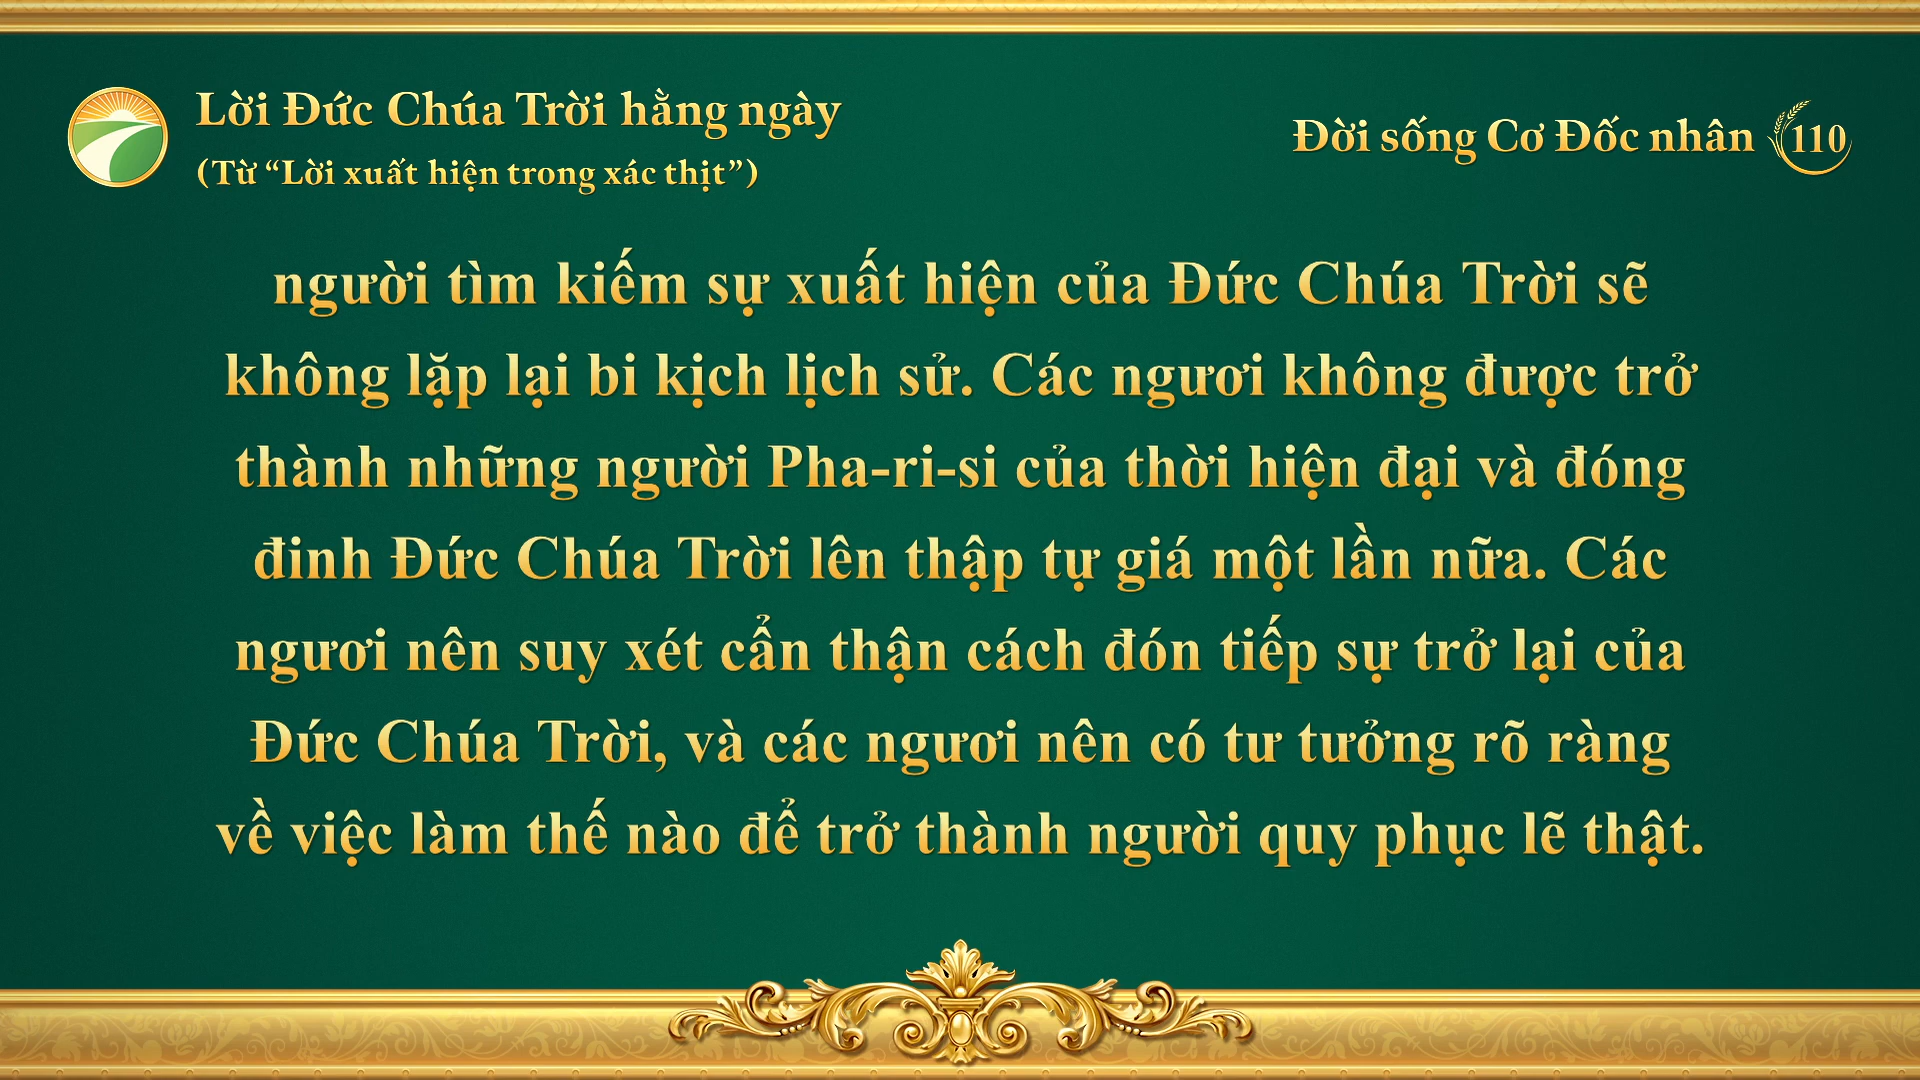 Lời Đức Chúa Trời hằng ngày
(Từ “Lời xuất hiện trong xác thịt”)
Đời sống Cơ Đốc nhân 110
người tìm kiếm sự xuất hiện của Đức Chúa Trời sẽ
không lặp lại bi kịch lịch sử. Các ngươi không được trở
thành những người Pha-ri-si của thời hiện đại và đóng
đinh Đức Chúa Trời lên thập tự giá một lần nữa. Các
ngươi nên suy xét cẩn thận cách đón tiếp sự trở lại của
Đức Chúa Trời, và các ngươi nên có tư tưởng rõ ràng
về việc làm thế nào để trở thành người quy phục lẽ thật.